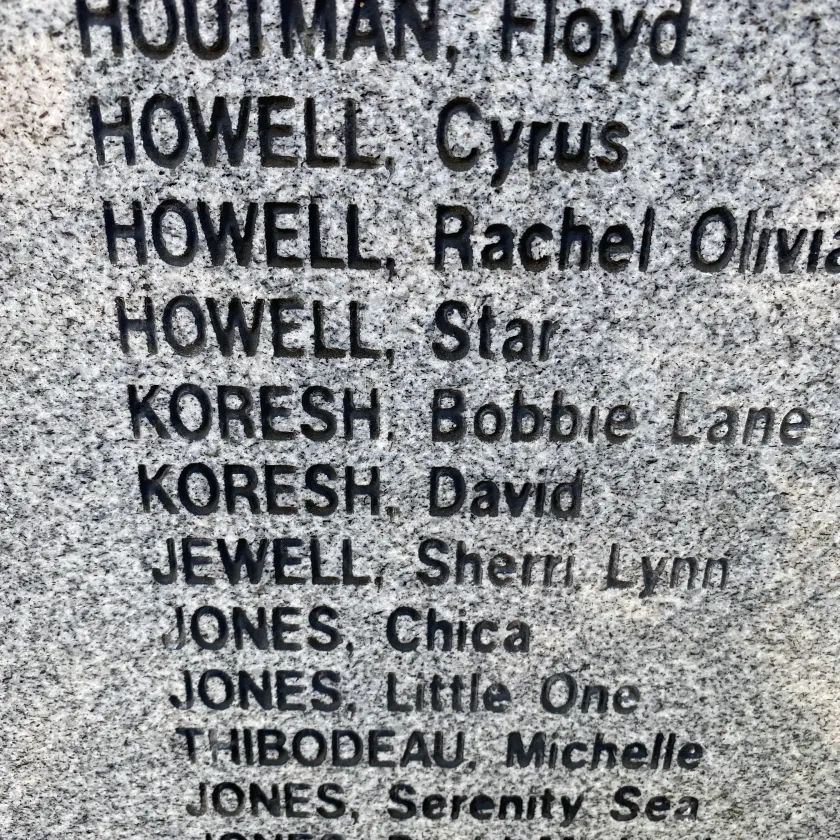 HOUTMAN, Floyd
HOWELL, Cyrus
HOWELL, Rachel Olivia
HOWELL, Star
KORESH, Bobbie Lane
KORESH, David
JEWELL, Sherri Lynn
JONES, Chica
JONES, Little One
THIBODEAU, Michelle
JONES, Serenity Sea
JONES,